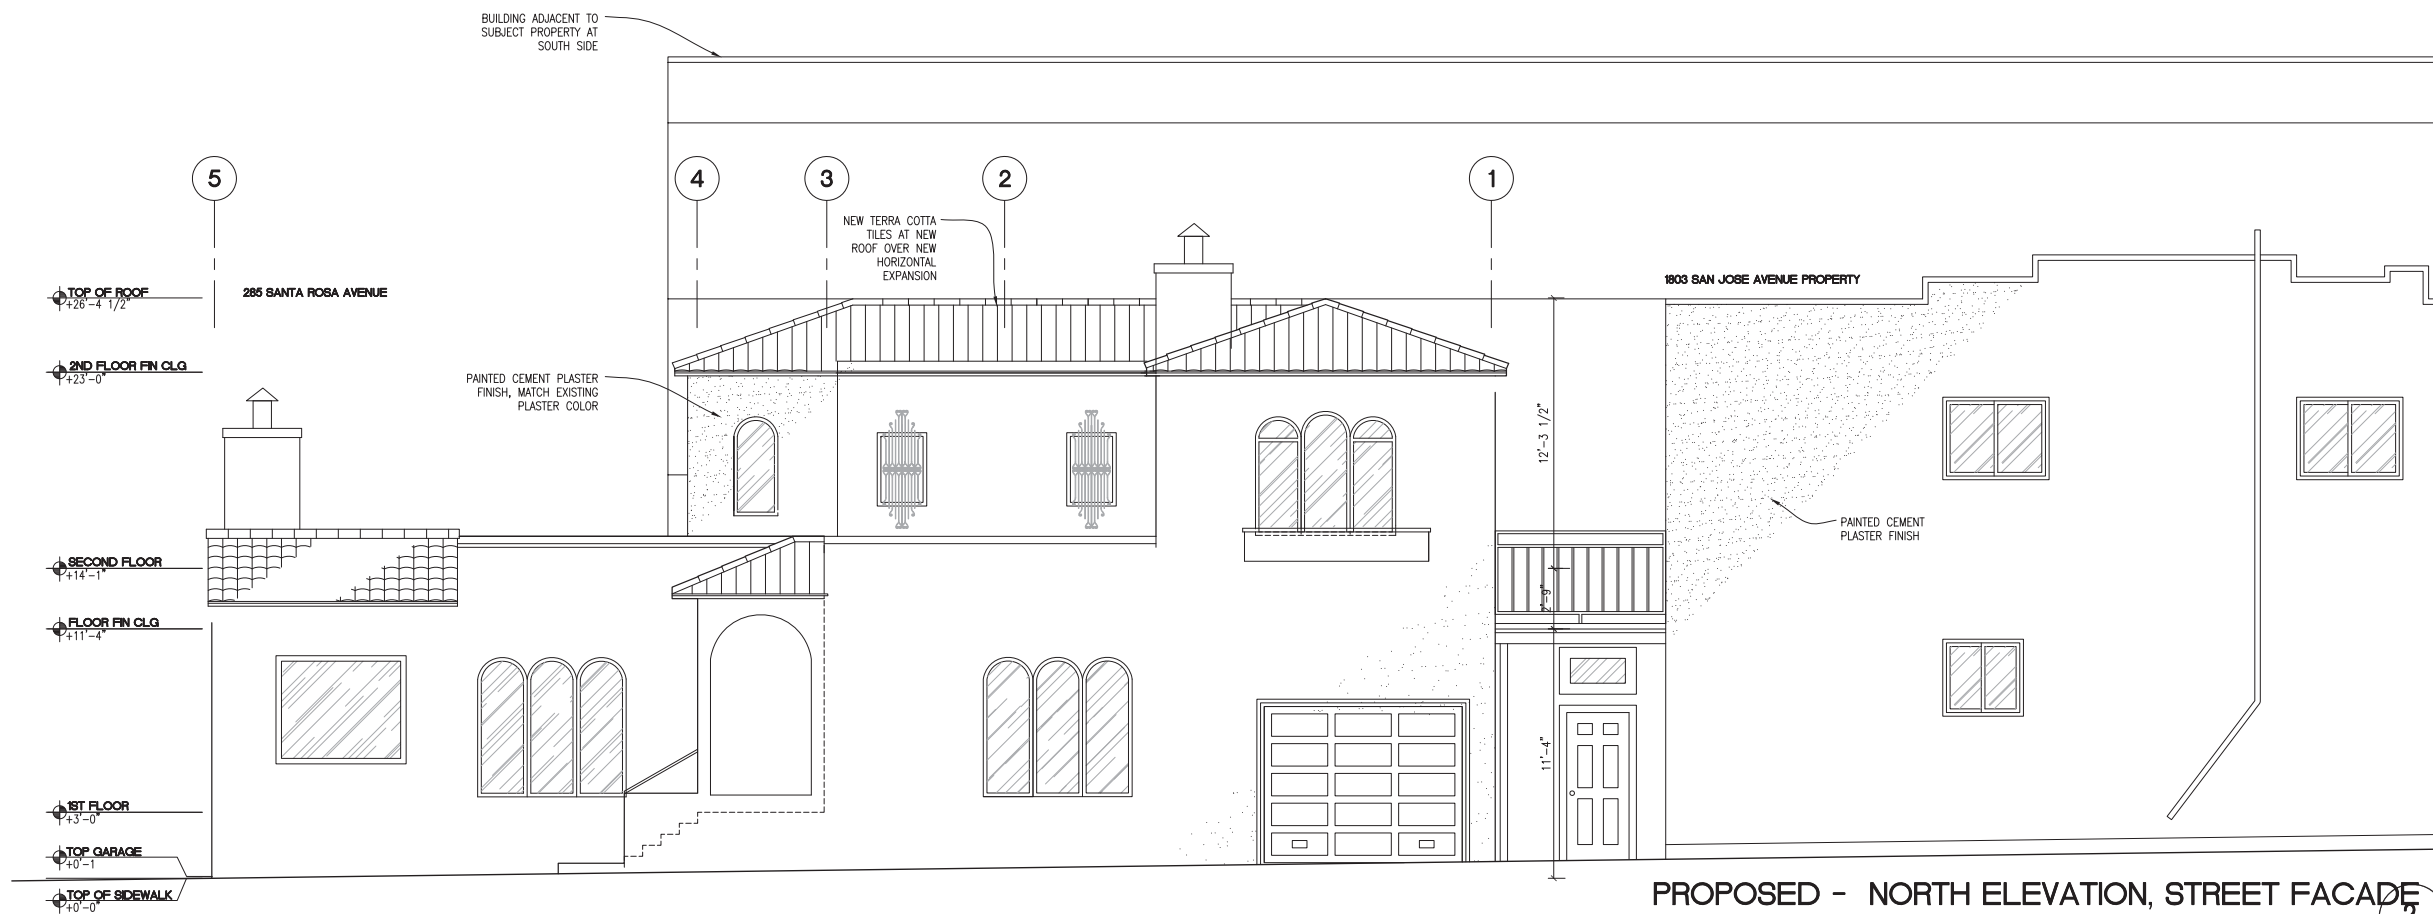 BUILDING ADJACENT TO
SUBJECT PROPERTY AT
SOUTH SIDE
5
4
3
2
1
NEW TERRA COTTA
TILES AT NEW
ROOF OVER NEW
HORIZONTAL
EXPANSION
TOP OF ROOF
+26'-4 1/2"
285 SANTA ROSA AVENUE
1803 SAN JOSE AVENUE PROPERTY
2ND FLOOR FIN CLG
+23'-0"
PAINTED CEMENT PLASTER
FINISH, MATCH EXISTING
PLASTER COLOR
12'-3 1/2"
PAINTED CEMENT
PLASTER FINISH
SECOND FLOOR
+14'-1"
2'-9"
FLOOR FIN CLG
+11'-4"
11'-4"
1ST FLOOR
+3'-0"
TOP GARAGE
+0'-1
TOP OF SIDEWALK
+0'-0"
PROPOSED - NORTH ELEVATION, STREET FACADE
2